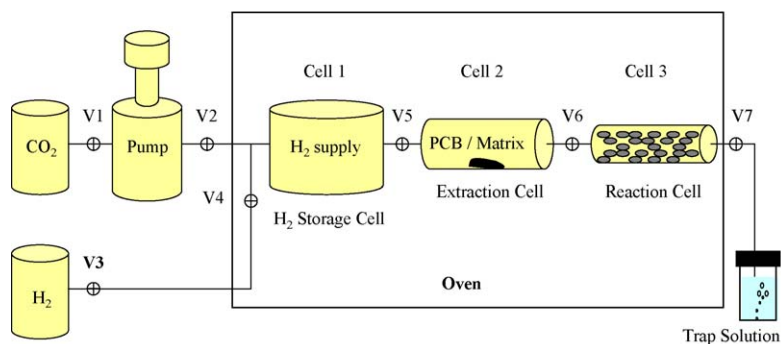 Cell 1
Cell 2
Cell 3
V1
V2
V5
V6
V7
CO₂
Pump
H₂ supply
PCB / Matrix
V4
H₂ Storage Cell
Extraction Cell
Reaction Cell
V3
H₂
Oven
Trap Solution